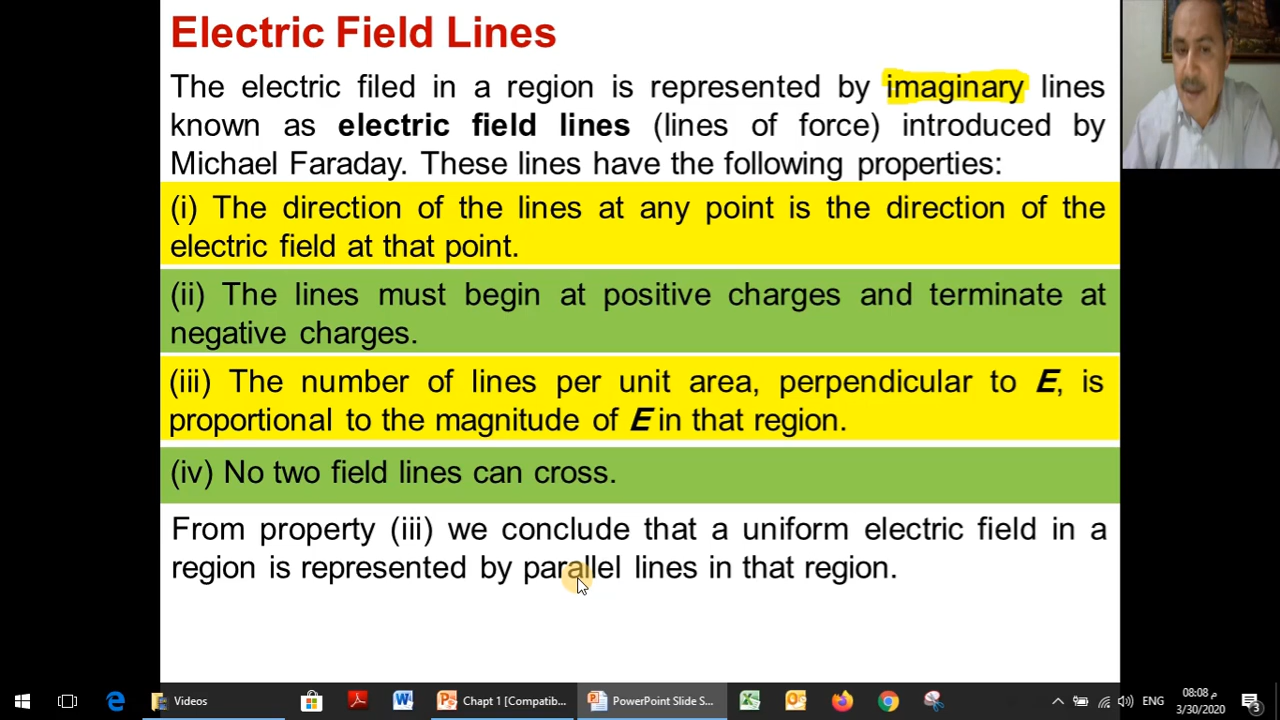 Electric Field Lines
The electric filed in a region is represented by imaginary lines
known as electric field lines (lines of force) introduced by
Michael Faraday. These lines have the following properties:
(i) The direction of the lines at any point is the direction of the
electric field at that point.
(ii) The lines must begin at positive charges and terminate at
negative charges.
(iii) The number of lines per unit area, perpendicular to E, is
proportional to the magnitude of E in that region.
(iv) No two field lines can cross.
From property (iii) we conclude that a uniform electric field in a
region is represented by parallel lines in that region.
Videos
Chapt 1 [Compatib...
PowerPoint Slide S...
ENG
08:08 م
3/30/2020
3